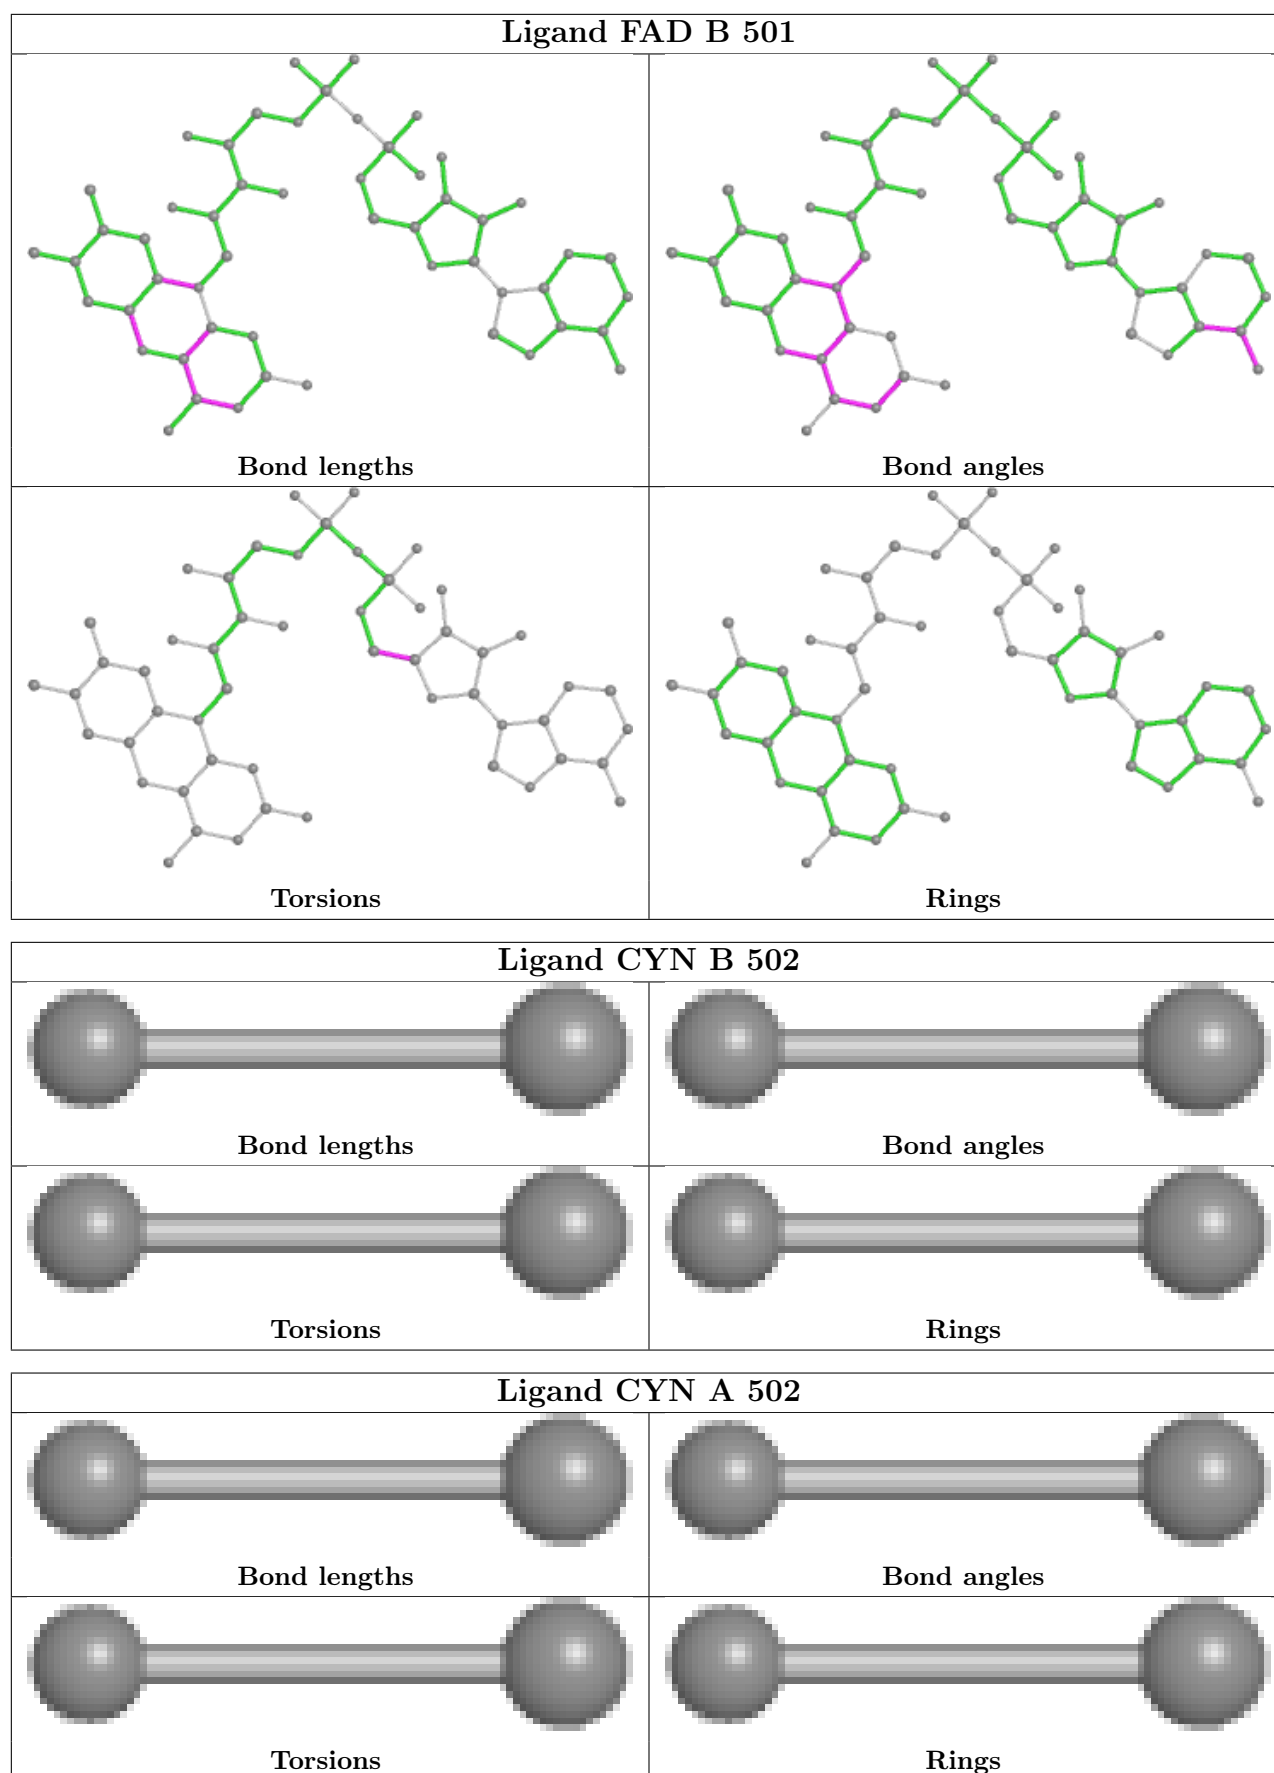 Ligand FAD B 501
Bond lengths
Bond angles
Torsions
Rings
Ligand CYN B 502
Bond lengths
Bond angles
Torsions
Rings
Ligand CYN A 502
Bond lengths
Bond angles
Torsions
Rings